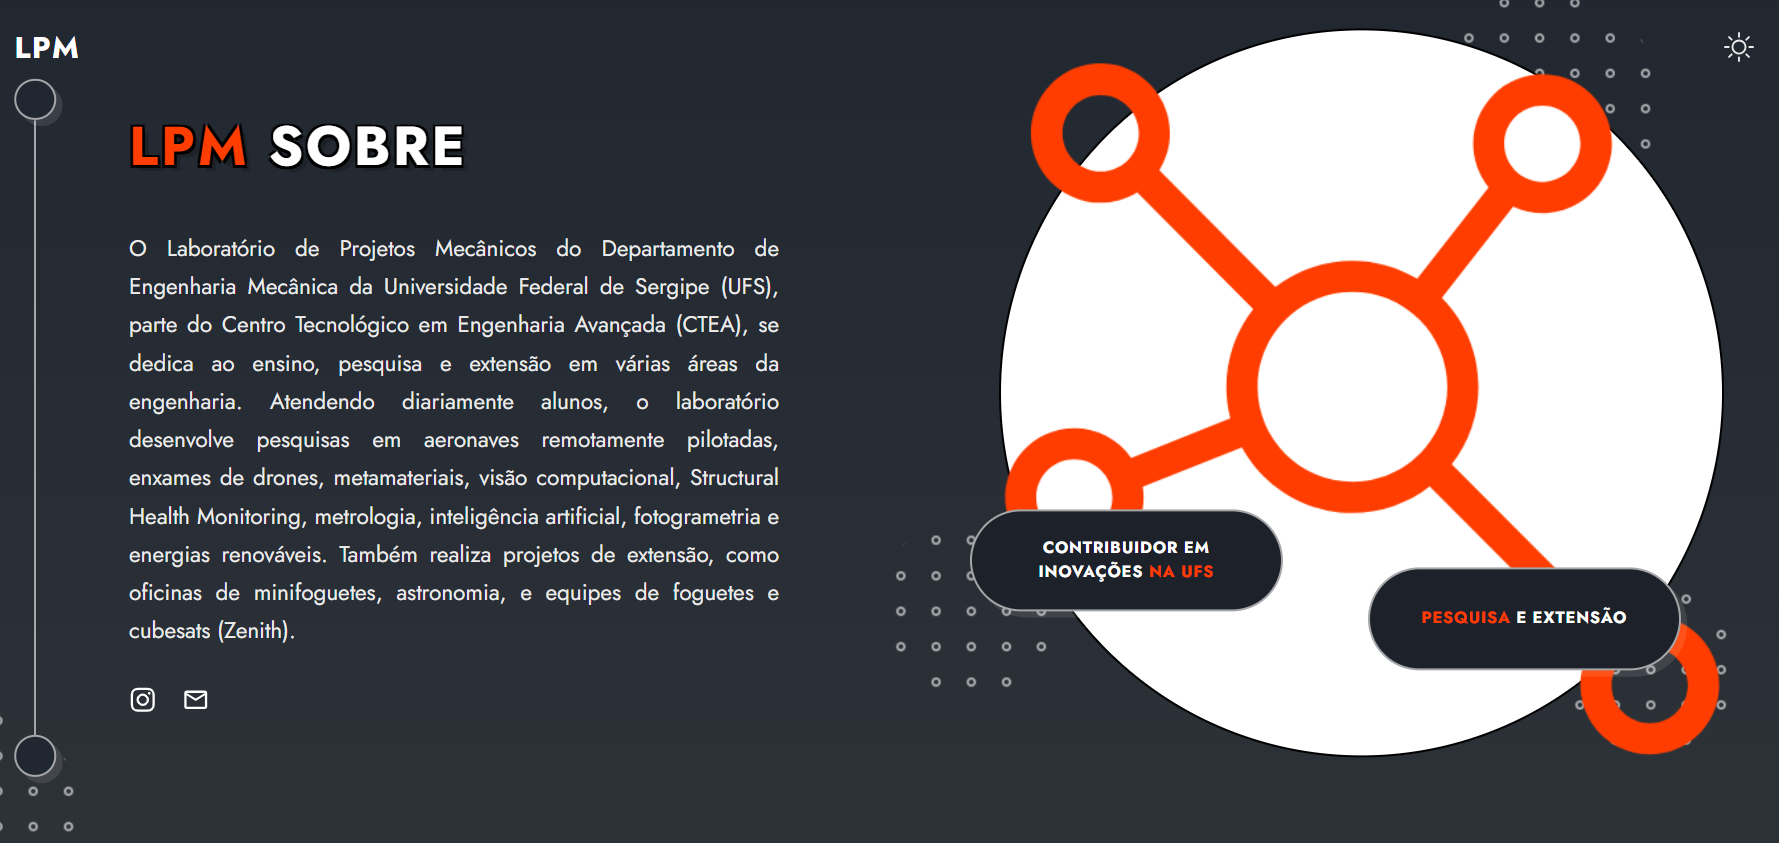 LPM
LPM SOBRE
O Laboratório de Projetos Mecânicos do Departamento de
Engenharia Mecânica da Universidade Federal de Sergipe (UFS),
parte do Centro Tecnológico em Engenharia Avançada (CTEA), se
dedica ao ensino, pesquisa e extensão em várias áreas da
engenharia. Atendendo diariamente alunos, o laboratório
desenvolve pesquisas em aeronaves remotamente pilotadas,
enxames de drones, metamateriais, visão computacional, Structural
Health Monitoring, metrologia, inteligência artificial, fotogrametria e
energias renováveis. Também realiza projetos de extensão, como
oficinas de minifoguetes, astronomia, e equipes de foguetes e
cubesats (Zenith).
CONTRIBUIDOR EM
INOVAÇÕES NA UFS
PESQUISA E EXTENSÃO